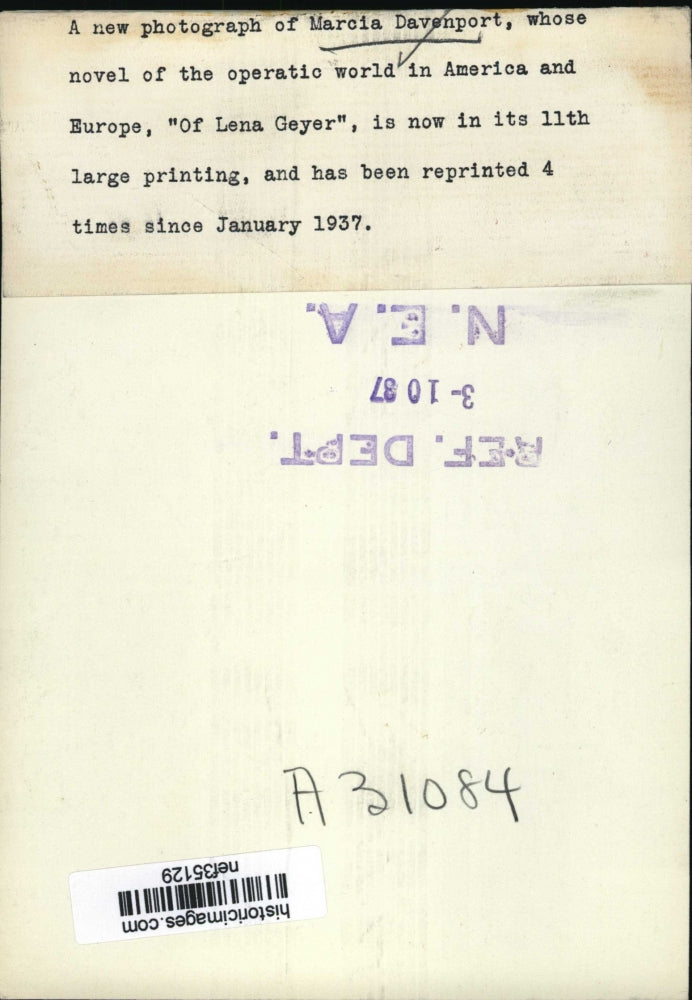 A new photograph of Marcia Davenport, whose
novel of the operatic world in America and
Europe, "Of Lena Geyer", is now in its 11th
large printing, and has been reprinted 4
times since January 1937.
REF. DEPT.
3-10 37
N. E. A.
A31084
historicimages.com
nef35129